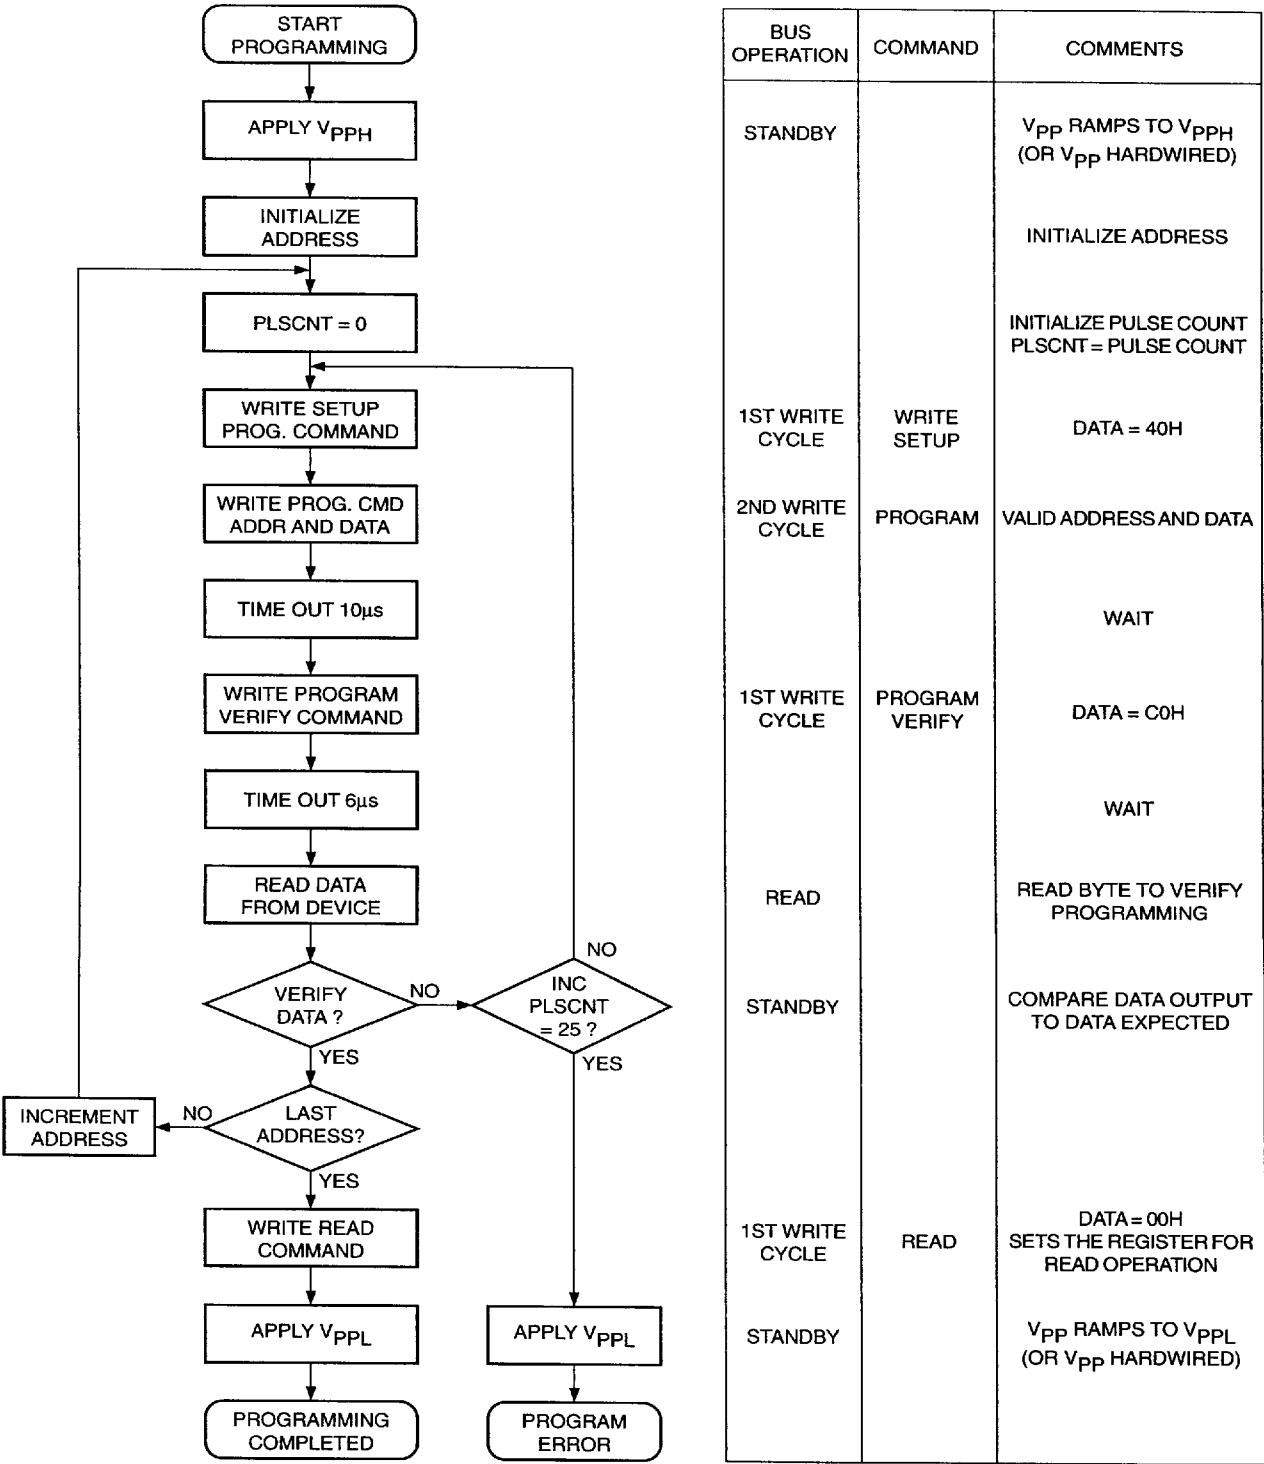 START
PROGRAMMING
APPLY VPPH
INITIALIZE
ADDRESS
PLSCNT = 0
WRITE SETUP
PROG. COMMAND
WRITE PROG. CMD
ADDR AND DATA
TIME OUT 10µs
WRITE PROGRAM
VERIFY COMMAND
TIME OUT 6µs
READ DATA
FROM DEVICE
VERIFY
DATA ?
NO
YES
INC
PLSCNT
= 25 ?
NO
YES
LAST
ADDRESS?
NO
YES
INCREMENT
ADDRESS
WRITE READ
COMMAND
APPLY VPPL
PROGRAMMING
COMPLETED
APPLY VPPL
PROGRAM
ERROR
BUS
OPERATION
COMMAND
COMMENTS
STANDBY
VPP RAMPS TO VPPH
(OR VPP HARDWIRED)
INITIALIZE ADDRESS
INITIALIZE PULSE COUNT
PLSCNT = PULSE COUNT
1ST WRITE
CYCLE
WRITE
SETUP
DATA = 40H
2ND WRITE
CYCLE
PROGRAM
VALID ADDRESS AND DATA
WAIT
1ST WRITE
CYCLE
PROGRAM
VERIFY
DATA = C0H
WAIT
READ
READ BYTE TO VERIFY
PROGRAMMING
STANDBY
COMPARE DATA OUTPUT
TO DATA EXPECTED
1ST WRITE
CYCLE
READ
DATA = 00H
SETS THE REGISTER FOR
READ OPERATION
STANDBY
VPP RAMPS TO VPPL
(OR VPP HARDWIRED)